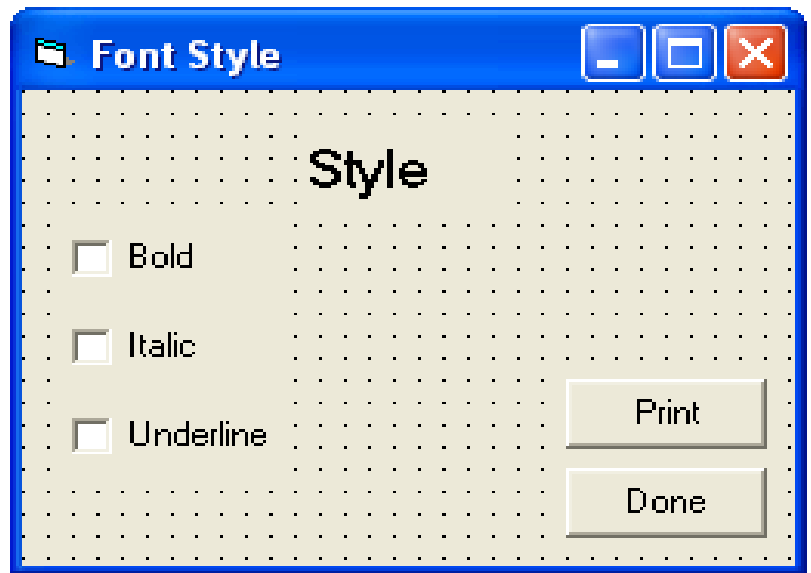 Font Style
Style
Bold
Italic
Underline
Print
Done